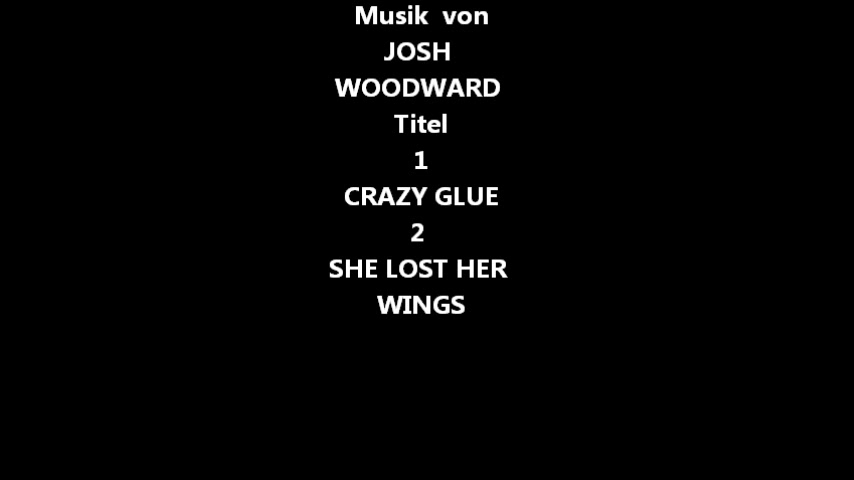 Musik von
JOSH
WOODWARD
Titel
1
CRAZY GLUE
2
SHE LOST HER
WINGS